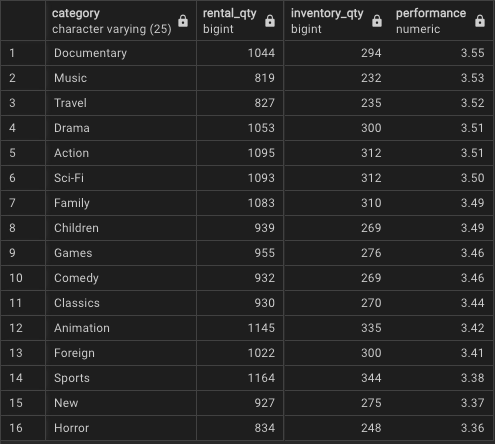 category rental_qty inventory_qty performance
character varying (25) bigint bigint numeric
1 Documentary 1044 294 3.55
2 Music 819 232 3.53
3 Travel 827 235 3.52
4 Drama 1053 300 3.51
5 Action 1095 312 3.51
6 Sci-Fi 1093 312 3.50
7 Family 1083 310 3.49
8 Children 939 269 3.49
9 Games 955 276 3.46
10 Comedy 932 269 3.46
11 Classics 930 270 3.44
12 Animation 1145 335 3.42
13 Foreign 1022 300 3.41
14 Sports 1164 344 3.38
15 New 927 275 3.37
16 Horror 834 248 3.36